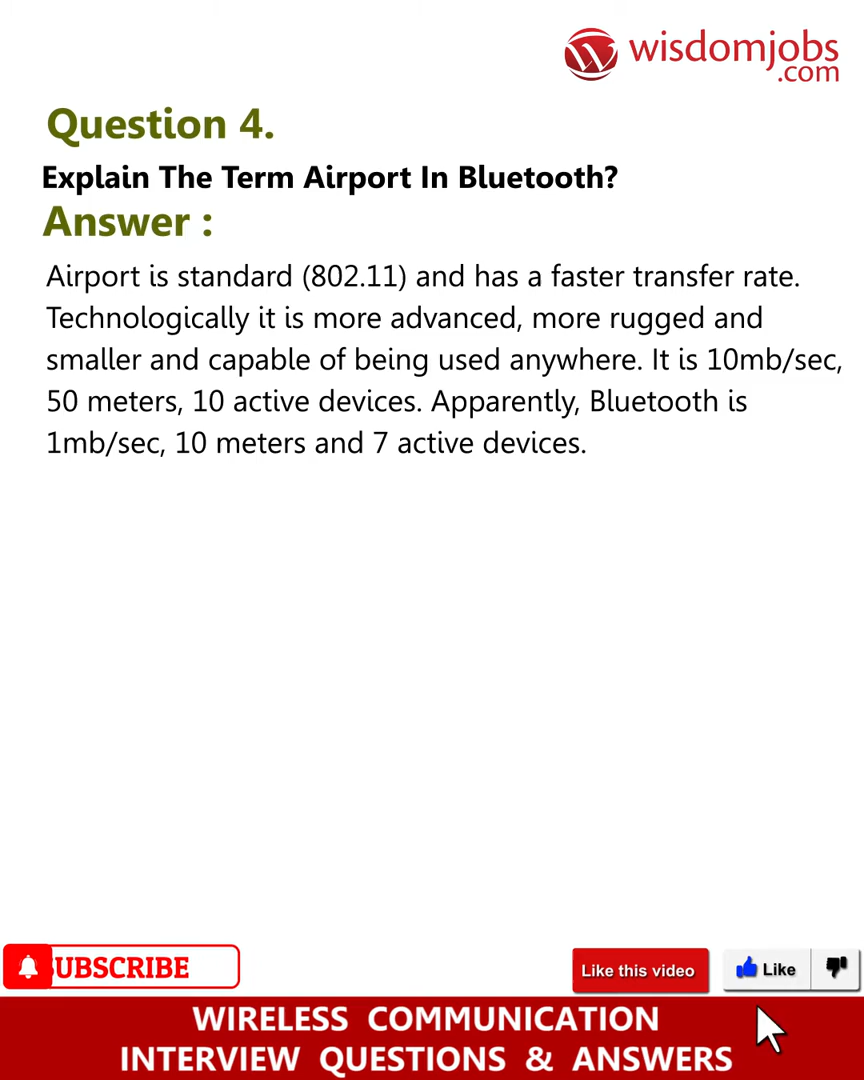 wisdomjobs
.com
Question 4.
Explain The Term Airport In Bluetooth?
Answer :
Airport is standard (802.11) and has a faster transfer rate.
Technologically it is more advanced, more rugged and
smaller and capable of being used anywhere. It is 10mb/sec,
50 meters, 10 active devices. Apparently, Bluetooth is
1mb/sec, 10 meters and 7 active devices.
SUBSCRIBE
Like this video
Like
WIRELESS COMMUNICATION
INTERVIEW QUESTIONS & ANSWERS